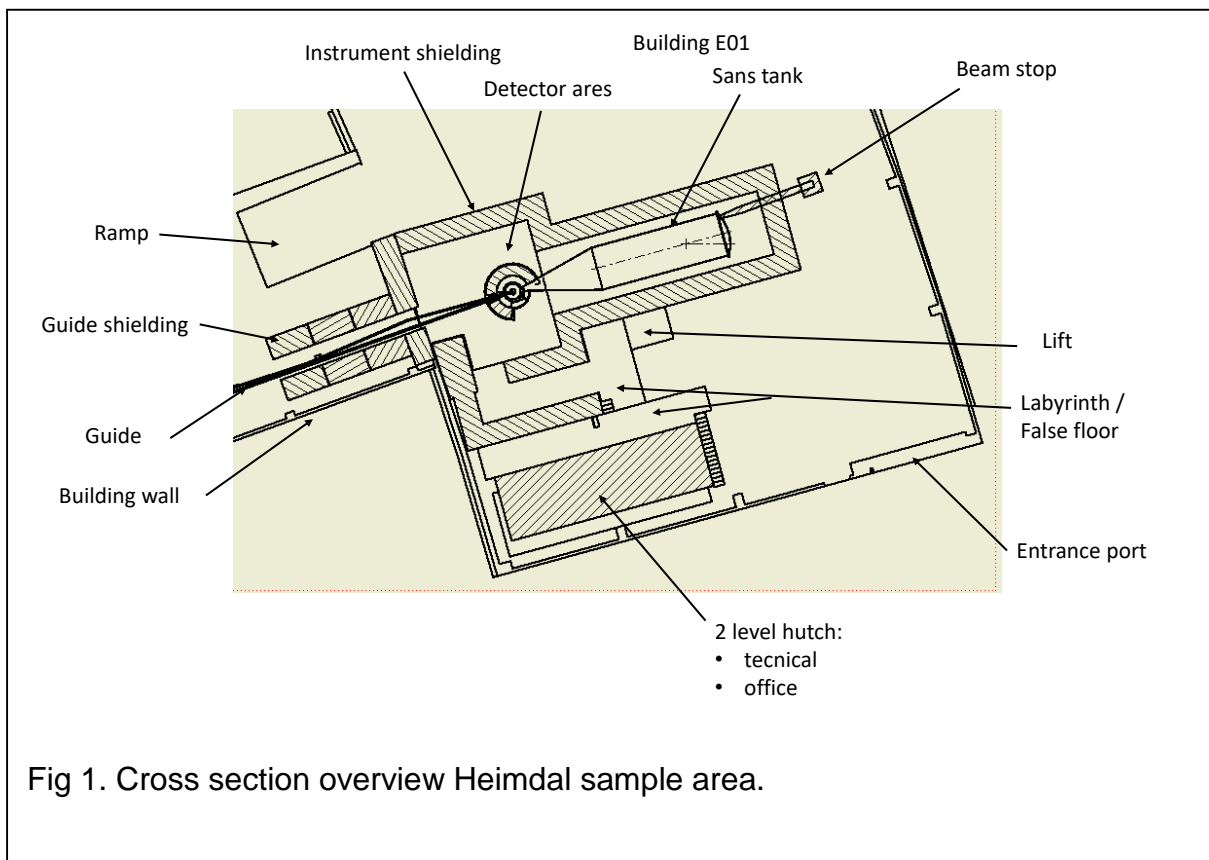 Building E01
Instrument shielding
Sans tank
Beam stop
Detector ares
Ramp
Guide shielding
Lift
Labyrinth /
False floor
Guide
Building wall
Entrance port
2 level hutch:
• tecnical
• office
Fig 1. Cross section overview Heimdal sample area.